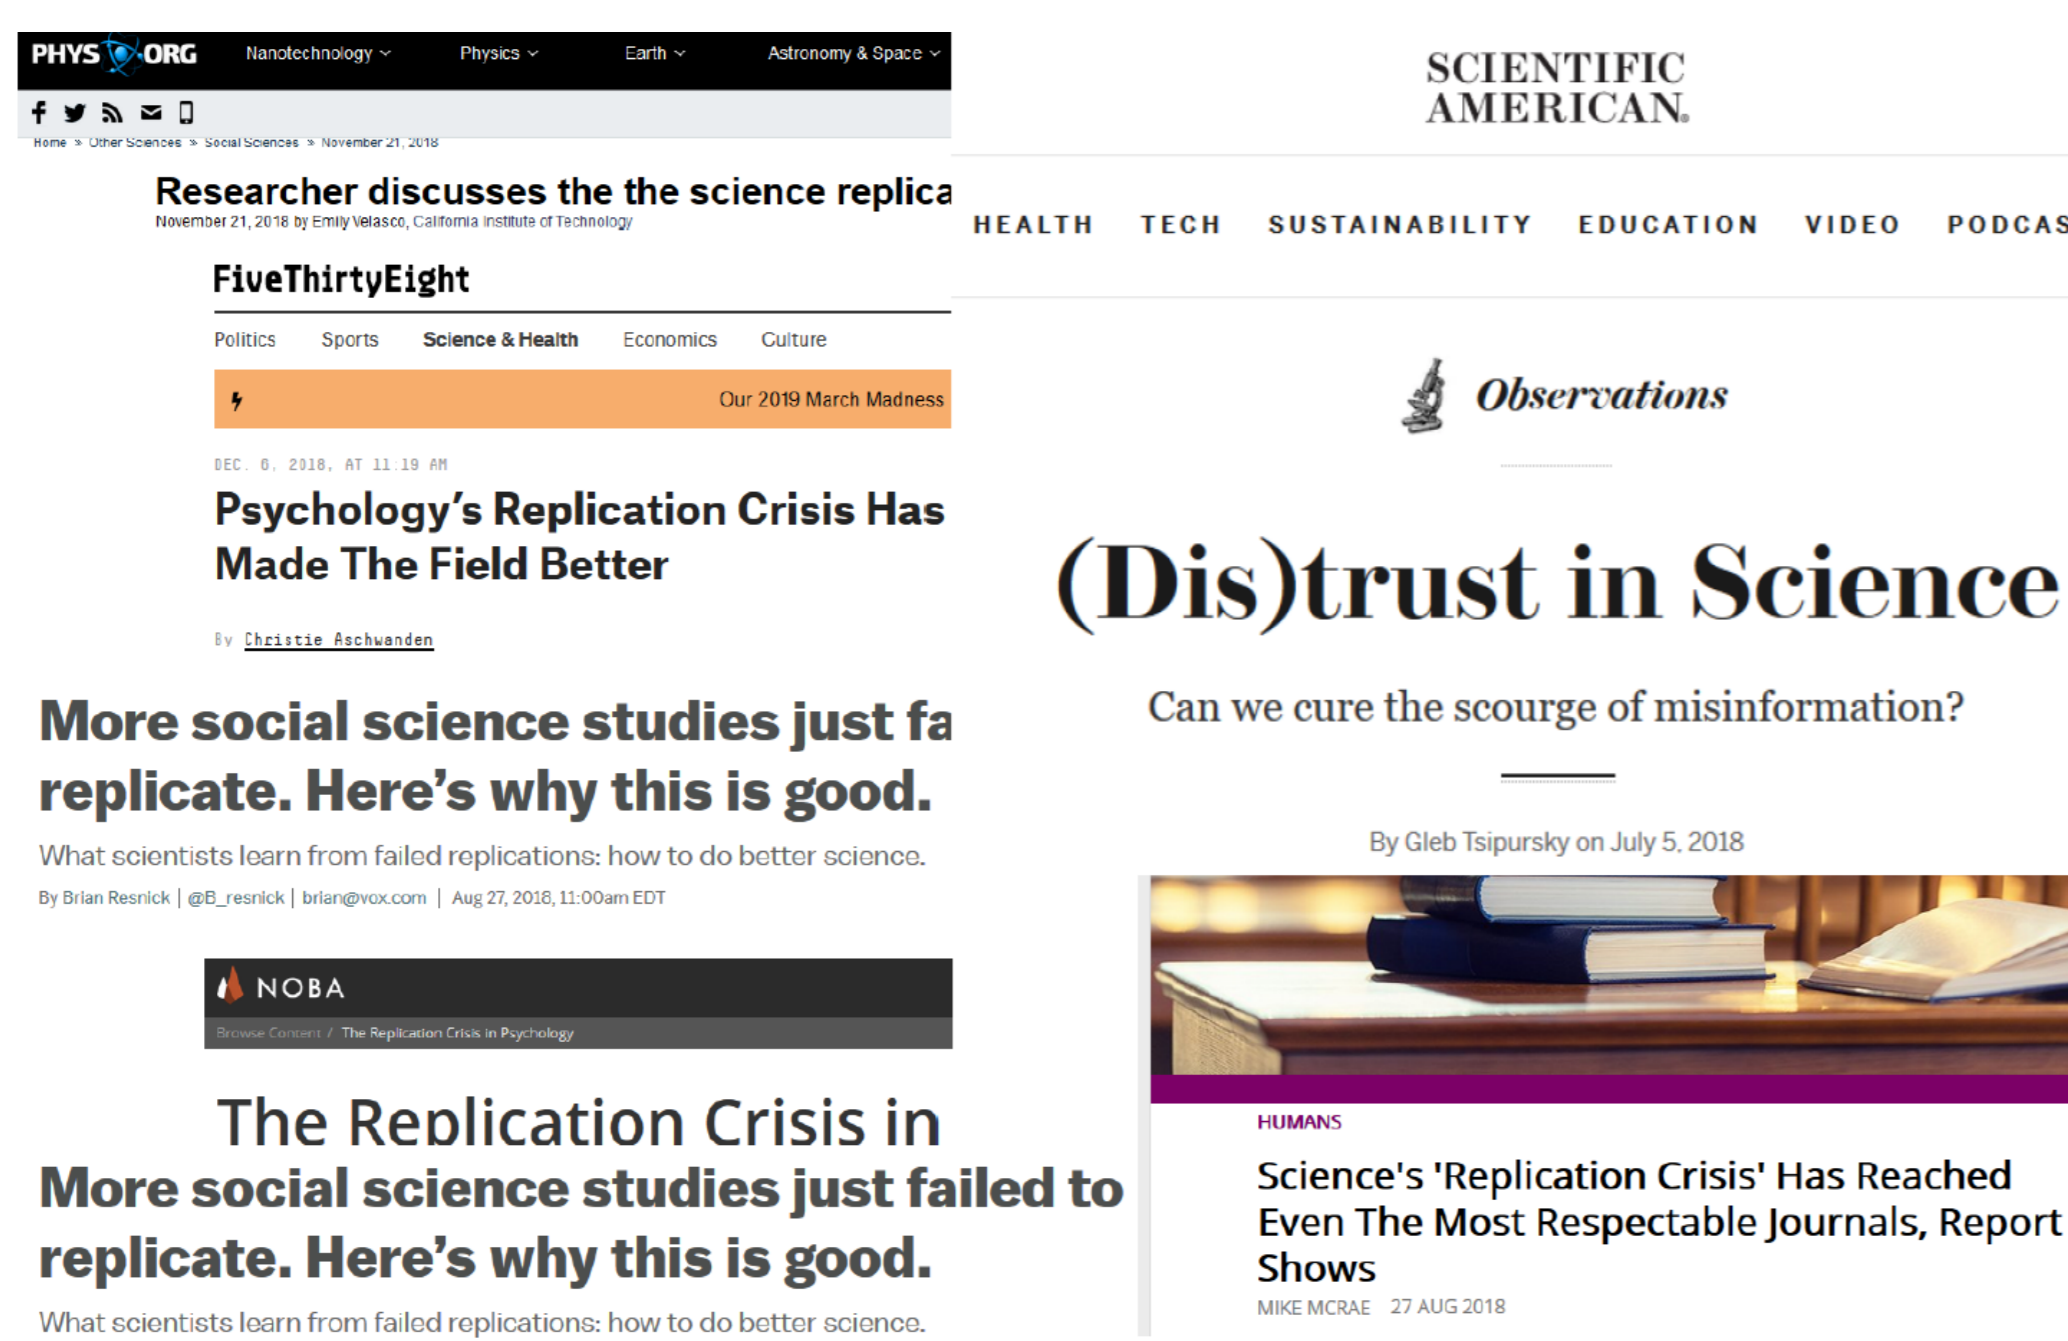 PHYS ORG
Nanotechnology
Physics
Earth
Astronomy & Space
Home » Other Sciences » Social Sciences » November 21, 2018
Researcher discusses the the science replica
November 21, 2018 by Emily Velasco, California Institute of Technology
FiveThirtyEight
Politics
Sports
Science & Health
Economics
Culture
Our 2019 March Madness
DEC. 6, 2018, AT 11:19 AM
Psychology's Replication Crisis Has
Made The Field Better
By Christie Aschwanden
More social science studies just fa
replicate. Here's why this is good.
What scientists learn from failed replications: how to do better science.
By Brian Resnick | @B_resnick | brian@vox.com | Aug 27, 2018, 11:00am EDT
NOBA
Browse Content / The Replication Crisis in Psychology
The Replication Crisis in
More social science studies just failed to
replicate. Here's why this is good.
What scientists learn from failed replications: how to do better science.
SCIENTIFIC
AMERICAN®
HEALTH
TECH
SUSTAINABILITY
EDUCATION
VIDEO
PODCAS
Observations
(Dis)trust in Science
Can we cure the scourge of misinformation?
By Gleb Tsipursky on July 5, 2018
HUMANS
Science's 'Replication Crisis' Has Reached
Even The Most Respectable Journals, Report
Shows
MIKE MCRAE 27 AUG 2018